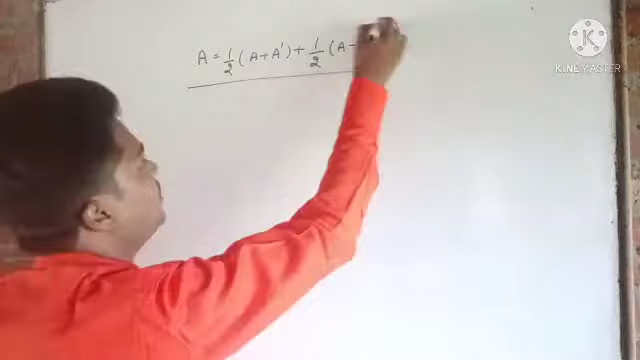 A = 1/2 (A + A') + 1/2 (A -
K
KINEMASTER